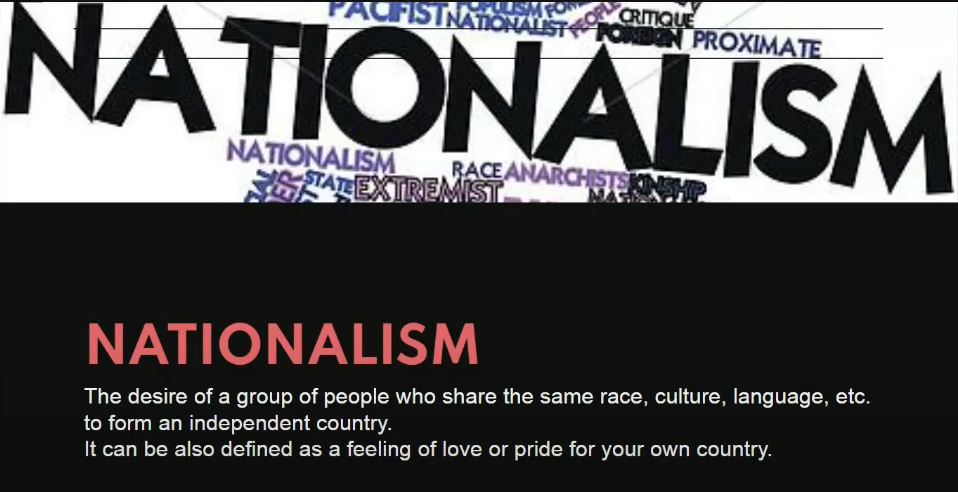 PACIFIST POPULISM PEOPLE CRITIQUE
NATIONALIST FOREIGN PROXIMATE
NATIONALISM
NATIONALISM RACE ANARCHISTS KINSHIP
STATE EXTREMIST
NATIONALISM
The desire of a group of people who share the same race, culture, language, etc.
to form an independent country.
It can be also defined as a feeling of love or pride for your own country.